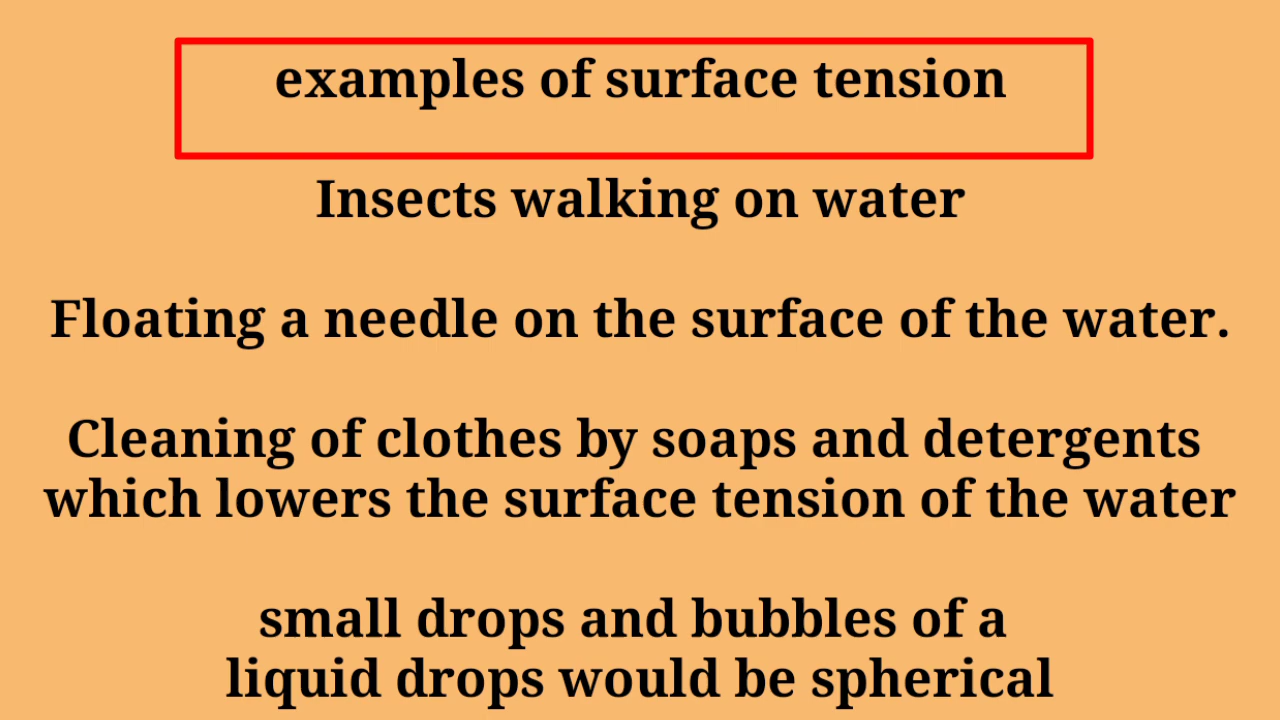 examples of surface tension
Insects walking on water
Floating a needle on the surface of the water.
Cleaning of clothes by soaps and detergents
which lowers the surface tension of the water
small drops and bubbles of a
liquid drops would be spherical